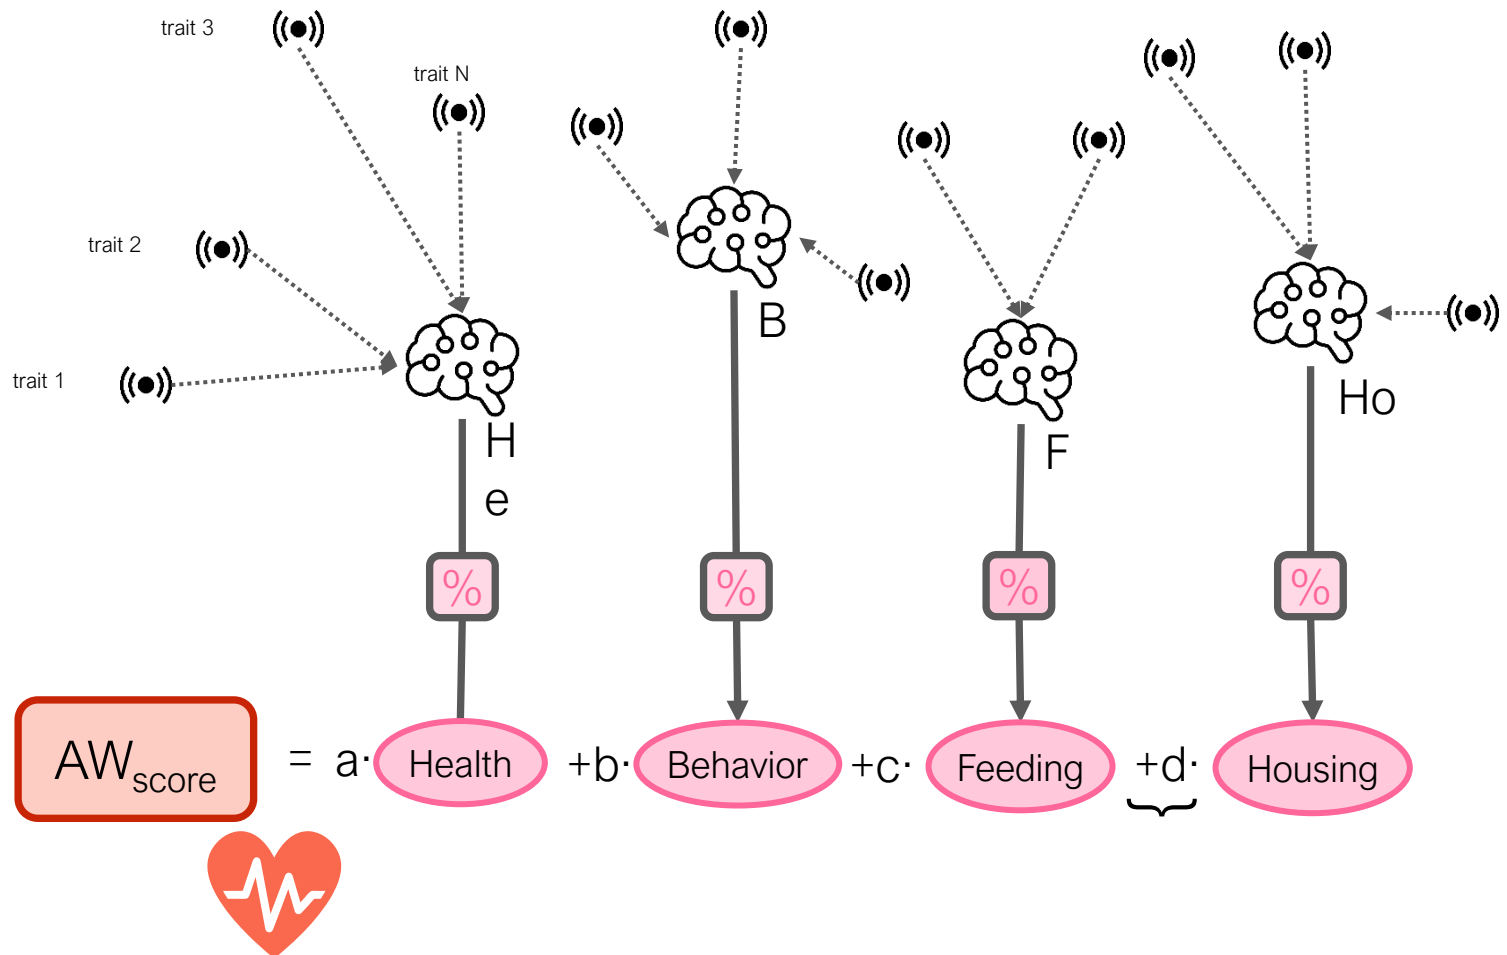 trait 3
trait N
trait 2
trait 1
B
Ho
H
e
F
% % % %
AWscore = a· Health +b· Behavior +c· Feeding +d· Housing